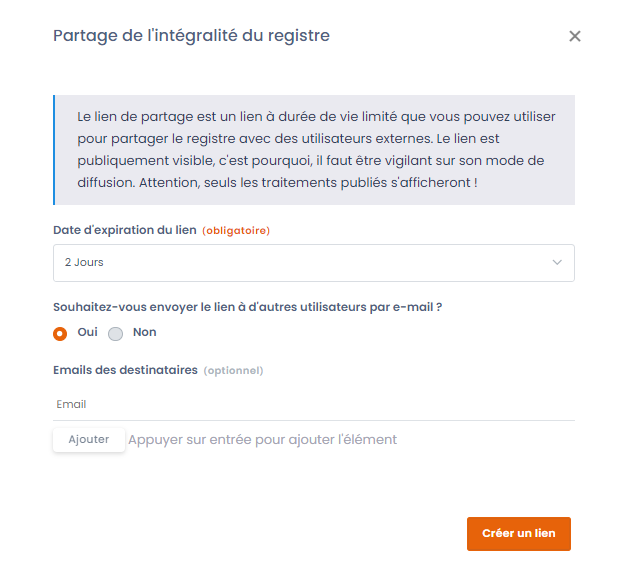 Partage de l'intégralité du registre
Le lien de partage est un lien à durée de vie limité que vous pouvez utiliser
pour partager le registre avec des utilisateurs externes. Le lien est
publiquement visible, c'est pourquoi, il faut être vigilant sur son mode de
diffusion. Attention, seuls les traitements publiés s'afficheront !
Date d'expiration du lien (obligatoire)
2 Jours
Souhaitez-vous envoyer le lien à d'autres utilisateurs par e-mail ?
Oui Non
Emails des destinataires (optionnel)
Email
Ajouter Appuyer sur entrée pour ajouter l'élément
Créer un lien